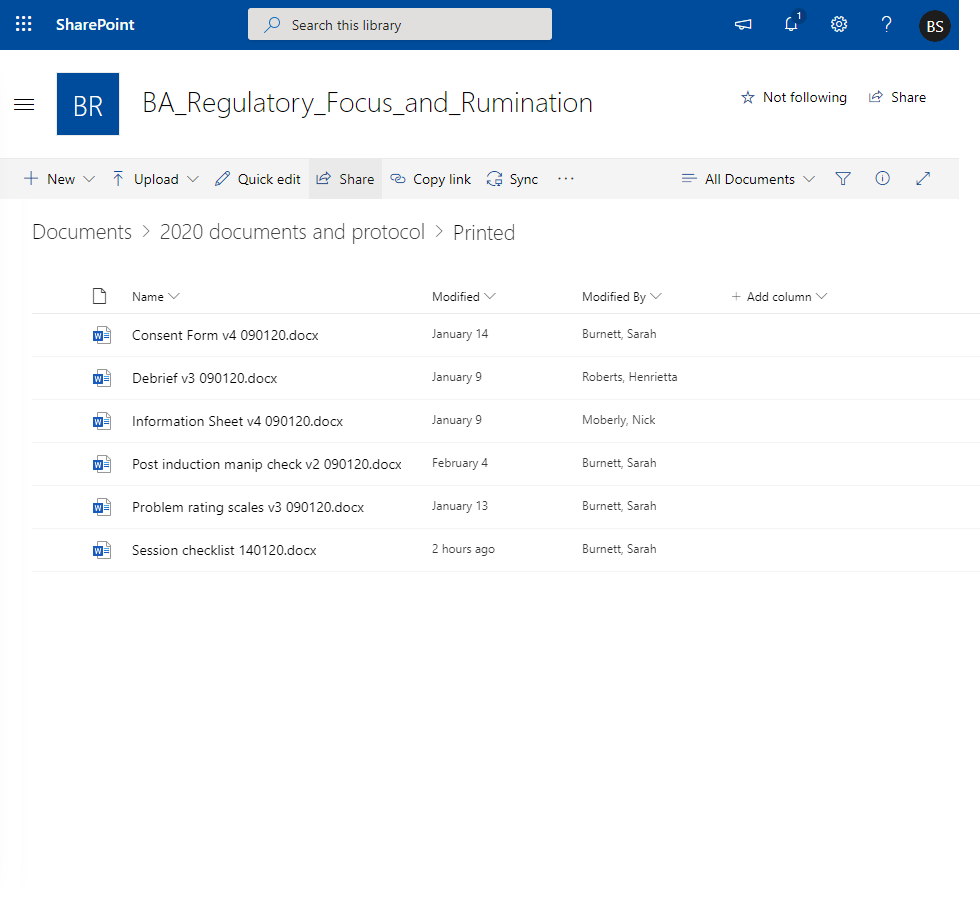 SharePoint
Search this library
1
?
BS
BR
BA_Regulatory_Focus_and_Rumination
Not following
Share
New
Upload
Quick edit
Share
Copy link
Sync
···
All Documents
Documents > 2020 documents and protocol > Printed
Name
Modified
Modified By
+ Add column
Consent Form v4 090120.docx January 14 Burnett, Sarah
Debrief v3 090120.docx January 9 Roberts, Henrietta
Information Sheet v4 090120.docx January 9 Moberly, Nick
Post induction manip check v2 090120.docx February 4 Burnett, Sarah
Problem rating scales v3 090120.docx January 13 Burnett, Sarah
Session checklist 140120.docx 2 hours ago Burnett, Sarah